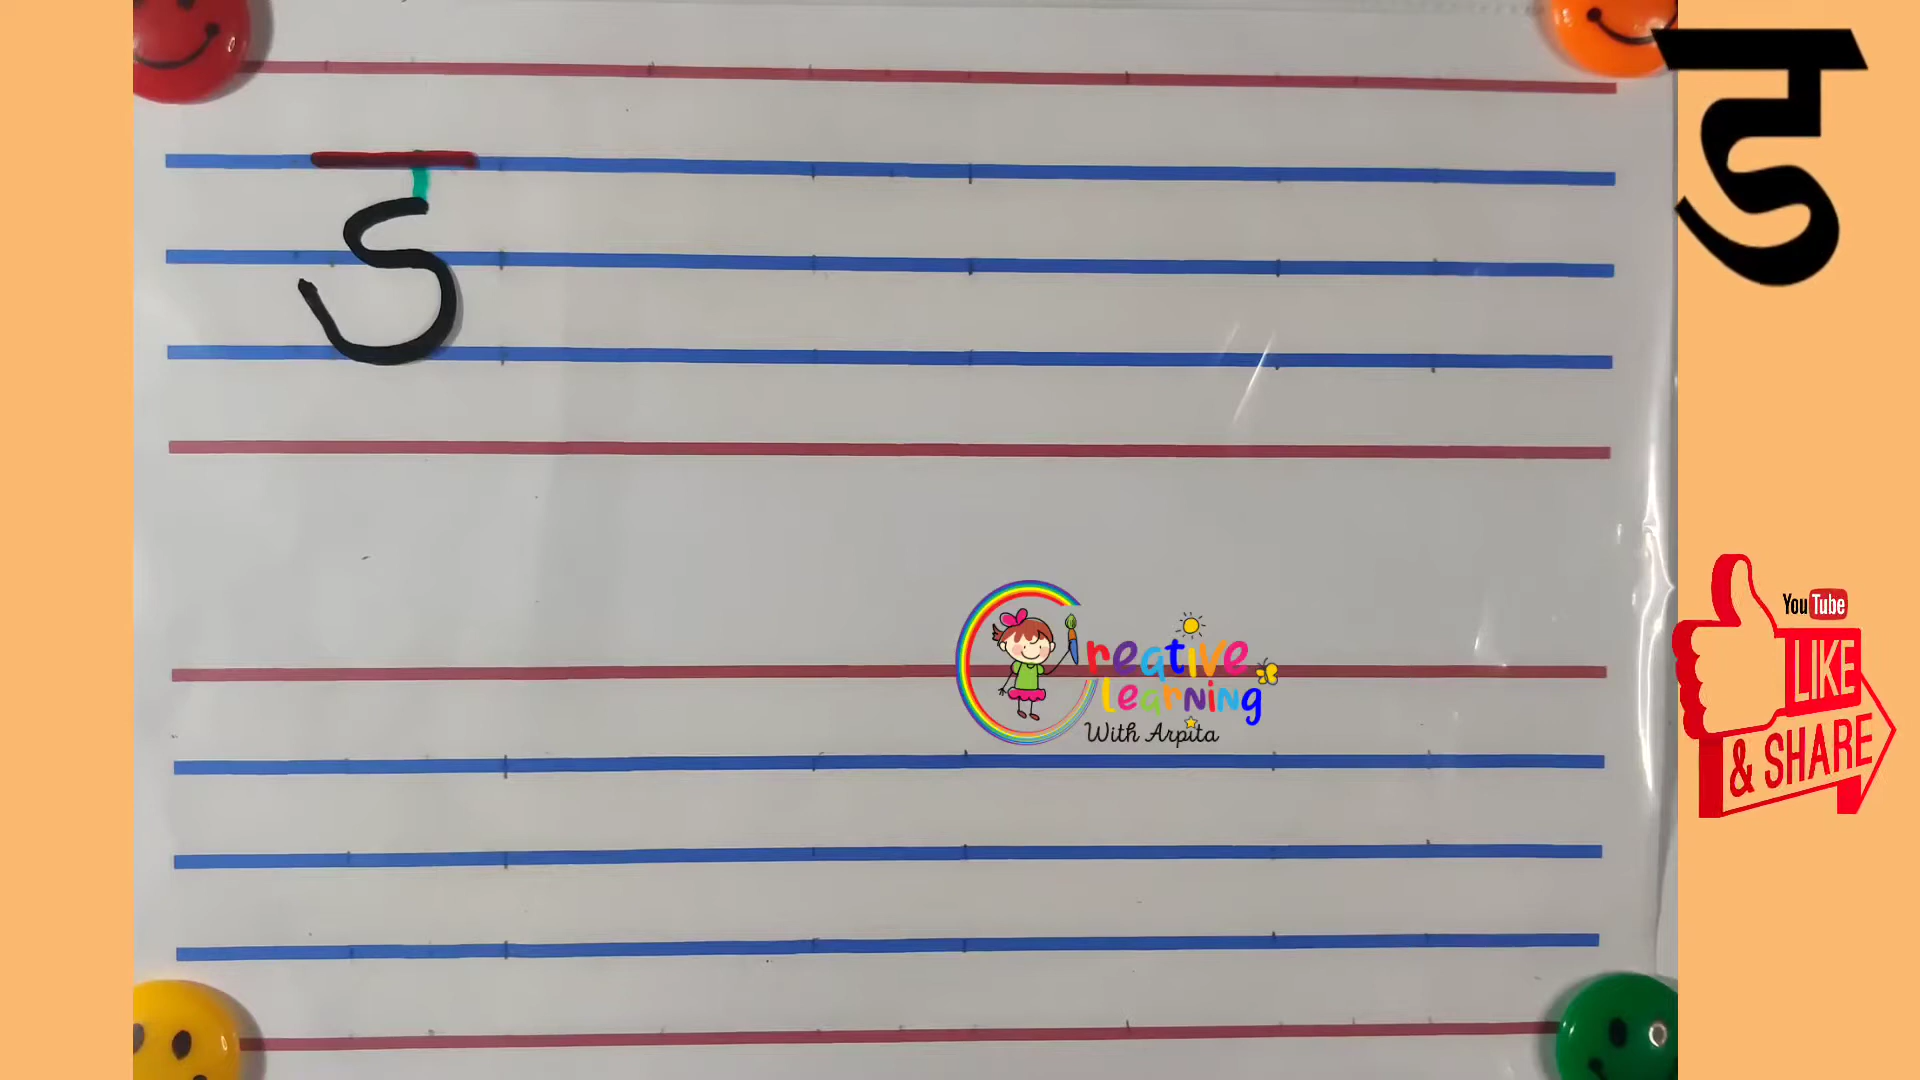 ड
ड
Creative
Learning
With Arpita
YouTube
LIKE
& SHARE